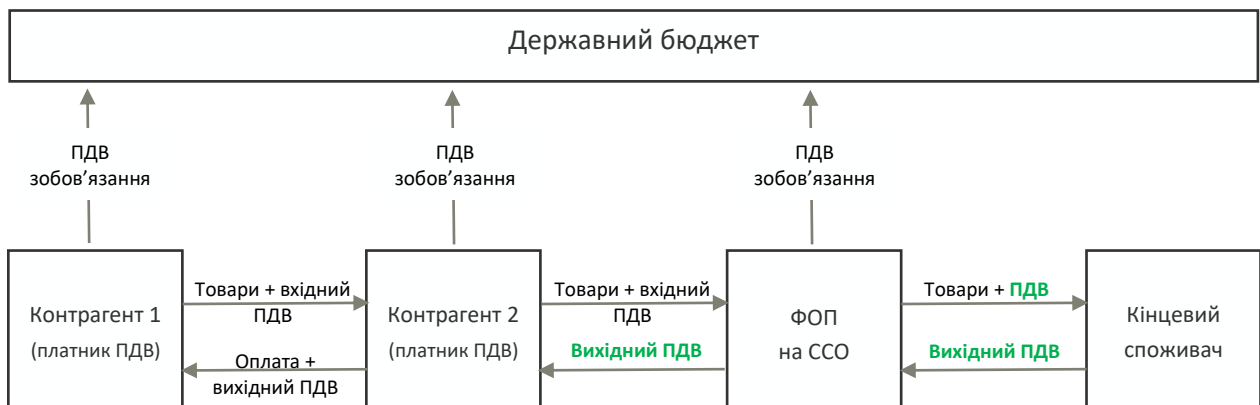 Державний бюджет
ПДВ
зобов’язання
ПДВ
зобов’язання
ПДВ
зобов’язання
Контрагент 1
(платник ПДВ)
Товари + вхідний
ПДВ
Оплата +
вихідний ПДВ
Контрагент 2
(платник ПДВ)
Товари + вхідний
ПДВ
Вихідний ПДВ
ФОП
на ССО
Товари + ПДВ
Вихідний ПДВ
Кінцевий
споживач